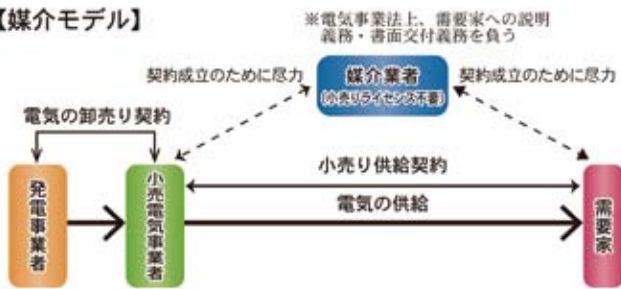 【媒介モデル】
※電気事業法上、需要家への説明
義務・書面交付義務を負う
契約成立のために尽力
媒介業者
(小売りライセンス不要)
契約成立のために尽力
電気の卸売り契約
小売り供給契約
電気の供給
発電事業者
小売電気事業者
需要家